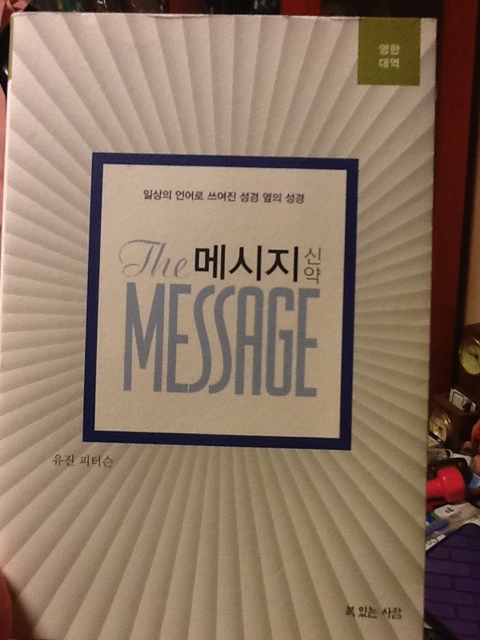 영한
대역
일상의 언어로 쓰여진 성경 옆의 성경
The 메시지 신약
MESSAGE
유진 피터슨
복 있는 사람